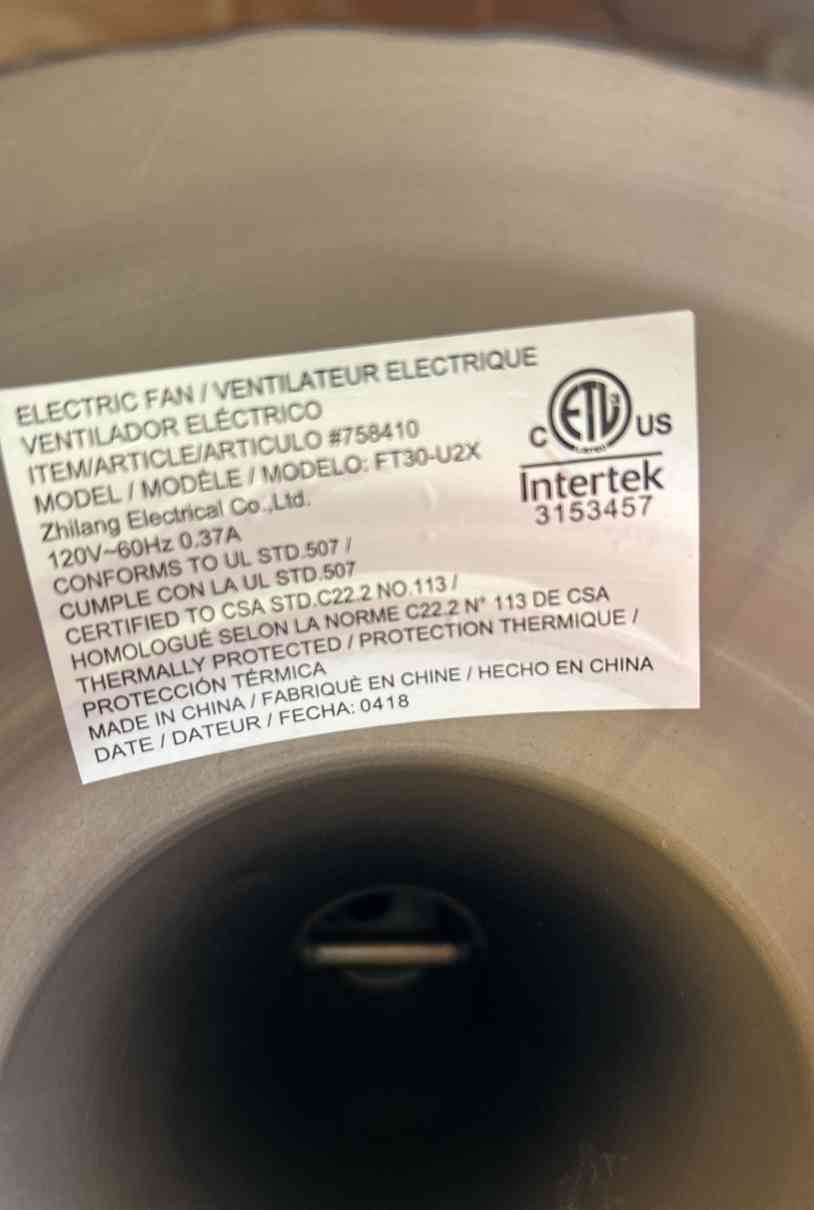 ELECTRIC FAN / VENTILATEUR ELECTRIQUE
VENTILADOR ELÉCTRICO
ITEM/ARTICLE/ARTICULO #758410
MODEL / MODÈLE / MODELO: FT30-U2X
Zhilang Electrical Co.,Ltd.
120V~60Hz 0.37A
CONFORMS TO UL STD.507 /
CUMPLE CON LA UL STD.507
CERTIFIED TO CSA STD.C22.2 NO.113 /
HOMOLOGUÉ SELON LA NORME C22.2 N° 113 DE CSA
THERMALLY PROTECTED / PROTECTION THERMIQUE /
PROTECCIÓN TÉRMICA
MADE IN CHINA / FABRIQUÈ EN CHINE / HECHO EN CHINA
DATE / DATEUR / FECHA: 0418
C ETL US
Intertek
3153457